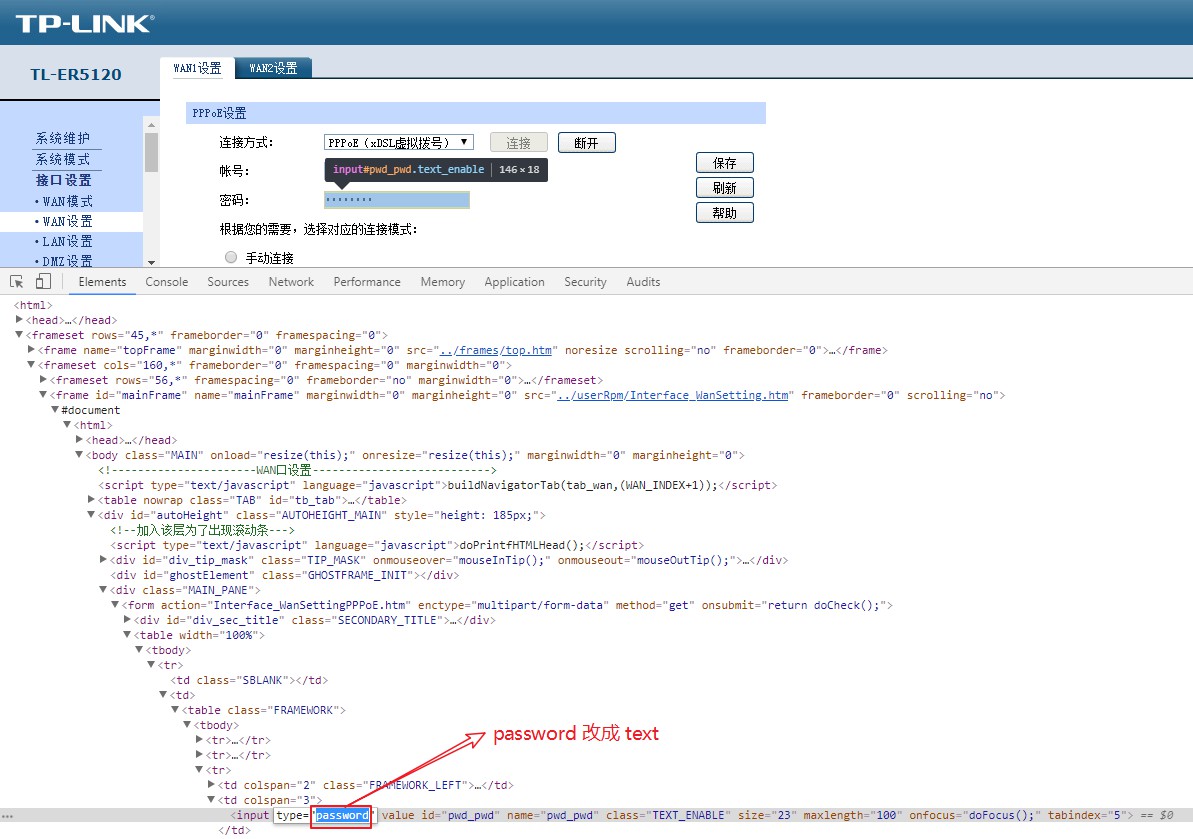 TP-LINK®
TL-ER5120
WAN1设置 WAN2设置
PPPoE设置
系统维护
系统模式
接口设置
·WAN模式
·WAN设置
·LAN设置
·DMZ设置
连接方式: PPPoE（xDSL虚拟拨号） 连接 断开
帐号: input#pwd_pwd.text_enable 146×18
密码: ········
根据您的需要，选择对应的连接模式:
手动连接
保存
刷新
帮助
Elements Console Sources Network Performance Memory Application Security Audits
<html>
<head>…</head>
<frameset rows="45,*" frameborder="0" framespacing="0">
<frame name="topFrame" marginwidth="0" marginheight="0" src="../frames/top.htm" noresize scrolling="no" frameborder="0">…</frame>
<frameset cols="160,*" frameborder="0" framespacing="0" marginwidth="0">
<frameset rows="56,*" framespacing="0" frameborder="no" marginwidth="0">…</frameset>
<frame id="mainFrame" name="mainFrame" marginwidth="0" marginheight="0" src="../userRpm/Interface_WanSetting.htm" frameborder="0" scrolling="no">
#document
<html>
<head>…</head>
<body class="MAIN" onload="resize(this);" onresize="resize(this);" marginwidth="0" marginheight="0">
<!----------------------WAN口设置--------------------------->
<script type="text/javascript" language="javascript">buildNavigatorTab(tab_wan,(WAN_INDEX+1));</script>
<table nowrap class="TAB" id="tb_tab">…</table>
<div id="autoHeight" class="AUTOHEIGHT_MAIN" style="height: 185px;">
<!--加入该层为了出现滚动条--->
<script type="text/javascript" language="javascript">doPrintfHTMLHead();</script>
<div id="div_tip_mask" class="TIP_MASK" onmouseover="mouseInTip();" onmouseout="mouseOutTip();">…</div>
<div id="ghostElement" class="GHOSTFRAME_INIT"></div>
<div class="MAIN_PANE">
<form action="Interface_WanSettingPPPoE.htm" enctype="multipart/form-data" method="get" onsubmit="return doCheck();">
<div id="div_sec_title" class="SECONDARY_TITLE">…</div>
<table width="100%">
<tbody>
<tr>
<td class="SBLANK"></td>
<td>
<table class="FRAMEWORK">
<tbody>
<tr>…</tr>
<tr>…</tr>
<tr>
<td colspan="2" class="FRAMEWORK_LEFT">…</td>
<td colspan="3">
<input type="password" value id="pwd_pwd" name="pwd_pwd" class="TEXT_ENABLE" size="23" maxlength="100" onfocus="doFocus();" tabindex="5"> == $0
</td>
password 改成 text